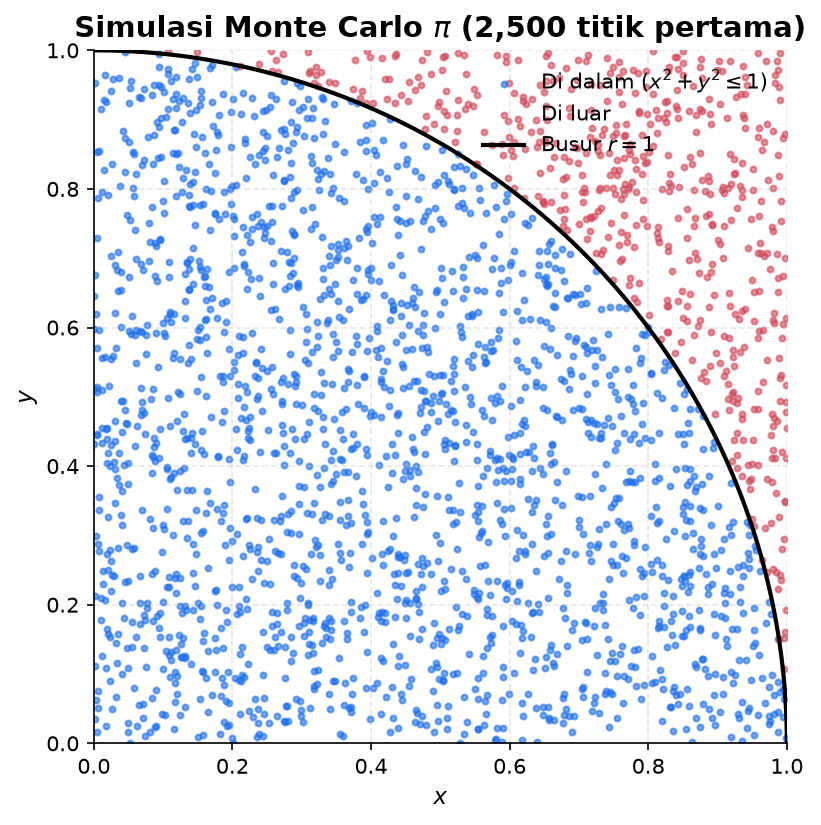 Simulasi Monte Carlo π (2,500 titik pertama)
Di dalam (x² + y² ≤ 1)
Di luar
Busur r = 1
1.0
0.8
0.6
0.4
0.2
0.0
y
0.0 0.2 0.4 0.6 0.8 1.0
x